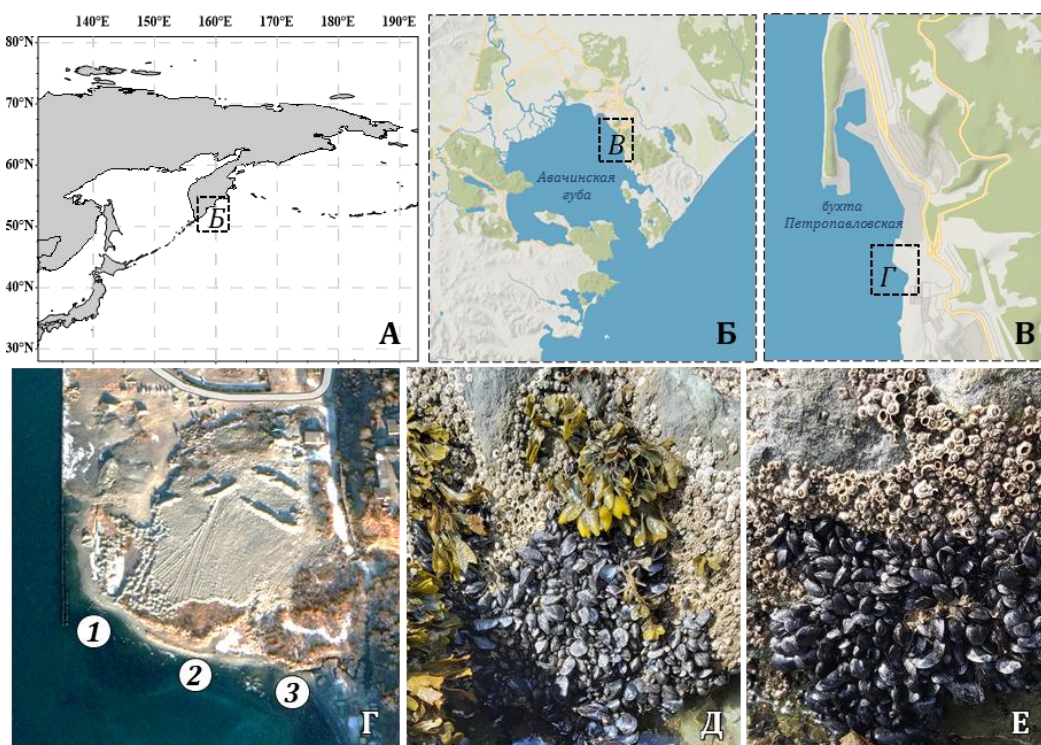 140°E 150°E 160°E 170°E 180°E 190°E
80°N
70°N
60°N
50°N
40°N
30°N
Б
А
В
Авачинская
губа
Б
бухта
Петропавловская
Г
В
1
2
3
Г
Д
Е